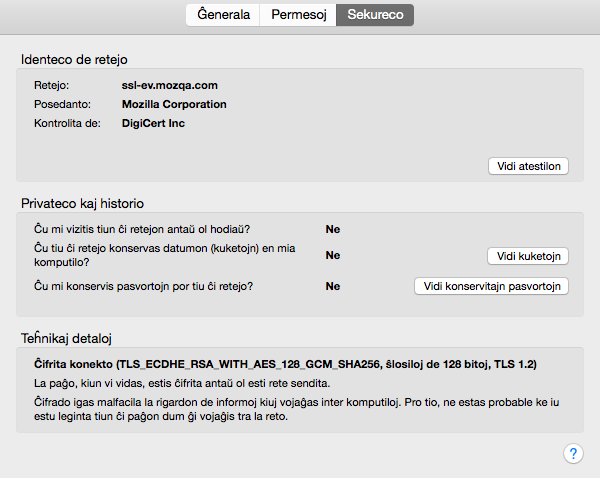 Ĝenerala Permesoj Sekureco
Identeco de retejo
Retejo: ssl-ev.mozqa.com
Posedanto: Mozilla Corporation
Kontrolita de: DigiCert Inc
Vidi atestilon
Privateco kaj historio
Ĉu mi vizitis tiun ĉi retejon antaŭ ol hodiaŭ? Ne
Ĉu tiu ĉi retejo konservas datumon (kuketojn) en mia
komputilo? Ne Vidi kuketojn
Ĉu mi konservis pasvortojn por tiu ĉi retejo? Ne Vidi konservitajn pasvortojn
Teĥnikaj detaloj
Ĉifrita konekto (TLS_ECDHE_RSA_WITH_AES_128_GCM_SHA256, ŝlosiloj de 128 bitoj, TLS 1.2)
La paĝo, kiun vi vidas, estis ĉifrita antaŭ ol esti rete sendita.
Ĉifrado igas malfacila la rigardon de informoj kiuj vojaĝas inter komputiloj. Pro tio, ne estas probable ke iu
estu leginta tiun ĉi paĝon dum ĝi vojaĝis tra la reto.
?